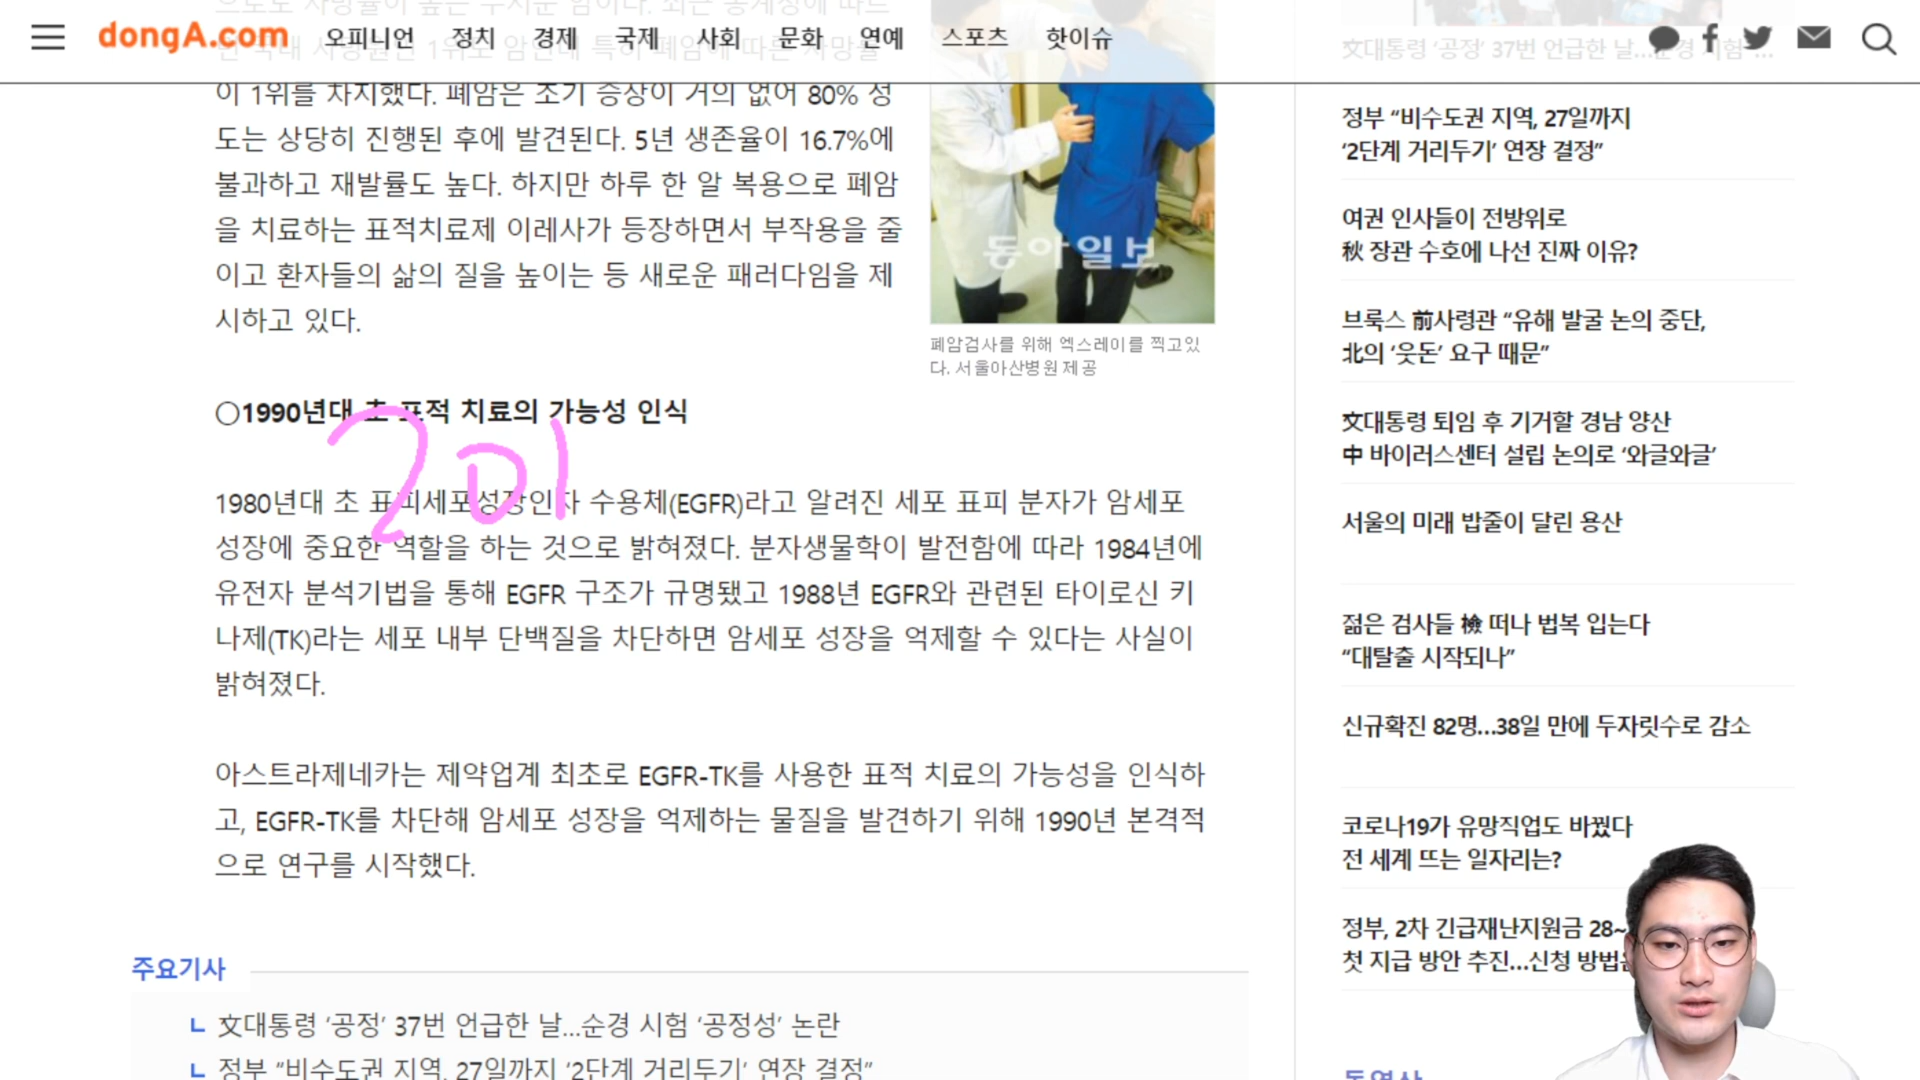 dongA.com 오피니언 정치 경제 국제 사회 문화 연예 스포츠 핫이슈
이 1위를 차지했다. 폐암은 초기 증상이 거의 없어 80% 정
도는 상당히 진행된 후에 발견된다. 5년 생존율이 16.7%에
불과하고 재발률도 높다. 하지만 하루 한 알 복용으로 폐암
을 치료하는 표적치료제 이레사가 등장하면서 부작용을 줄
이고 환자들의 삶의 질을 높이는 등 새로운 패러다임을 제
시하고 있다.
동아일보
폐암검사를 위해 엑스레이를 찍고있
다. 서울아산병원 제공
○1990년대 초 표적 치료의 가능성 인식
201
1980년대 초 표피세포성장인자 수용체(EGFR)라고 알려진 세포 표피 분자가 암세포
성장에 중요한 역할을 하는 것으로 밝혀졌다. 분자생물학이 발전함에 따라 1984년에
유전자 분석기법을 통해 EGFR 구조가 규명됐고 1988년 EGFR와 관련된 타이로신 키
나제(TK)라는 세포 내부 단백질을 차단하면 암세포 성장을 억제할 수 있다는 사실이
밝혀졌다.
아스트라제네카는 제약업계 최초로 EGFR-TK를 사용한 표적 치료의 가능성을 인식하
고, EGFR-TK를 차단해 암세포 성장을 억제하는 물질을 발견하기 위해 1990년 본격적
으로 연구를 시작했다.
주요기사
文대통령 ‘공정’ 37번 언급한 날...순경 시험 ‘공정성’ 논란
정부 “비수도권 지역, 27일까지 ‘2단계 거리두기’ 연장 결정”
文대통령 ‘공정’ 37번 언급한 날...순경 시험 ‘...
정부 “비수도권 지역, 27일까지
‘2단계 거리두기’ 연장 결정”
여권 인사들이 전방위로
秋 장관 수호에 나선 진짜 이유?
브룩스 前사령관 “유해 발굴 논의 중단,
北의 ‘웃돈’ 요구 때문”
文대통령 퇴임 후 기거할 경남 양산
中 바이러스센터 설립 논의로 ‘와글와글’
서울의 미래 밥줄이 달린 용산
젊은 검사들 檢 떠나 법복 입는다
“대탈출 시작되나”
신규확진 82명...38일 만에 두자릿수로 감소
코로나19가 유망직업도 바꿨다
전 세계 뜨는 일자리는?
정부, 2차 긴급재난지원금 28~
첫 지급 방안 추진...신청 방법은